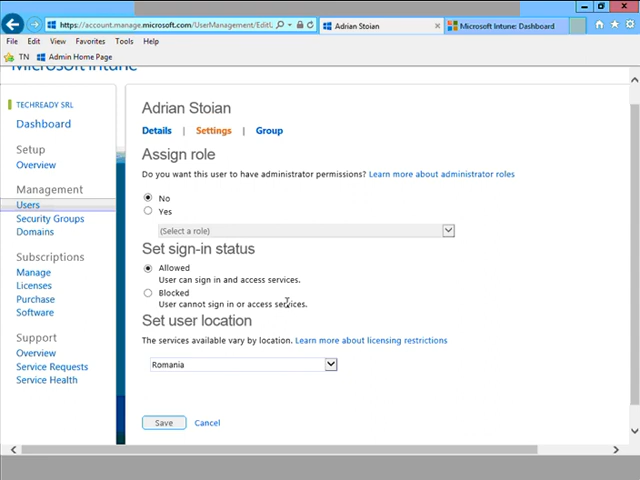 https://account.manage.microsoft.com/UserManagement/EditU
Adrian Stoian
Microsoft Intune: Dashboard
File Edit View Favorites Tools Help
TN Admin Home Page
Microsoft Intune
TECHREADY SRL
Dashboard
Setup
Overview
Management
Users
Security Groups
Domains
Subscriptions
Manage
Licenses
Purchase
Software
Support
Overview
Service Requests
Service Health
Adrian Stoian
Details | Settings | Group
Assign role
Do you want this user to have administrator permissions? Learn more about administrator roles
No
Yes
(Select a role)
Set sign-in status
Allowed
User can sign in and access services.
Blocked
User cannot sign in or access services.
Set user location
The services available vary by location. Learn more about licensing restrictions
Romania
Save Cancel